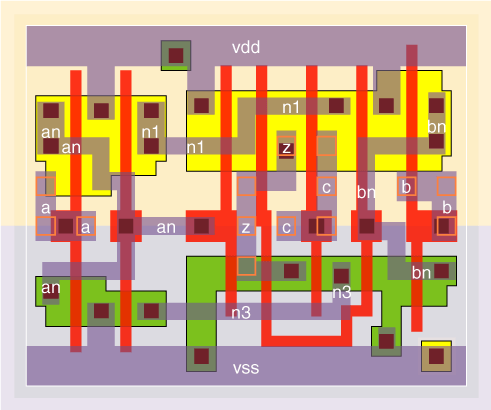 vdd
n1
an n1 bn
an n1 z
c bn b
a b
a an z c
bn
an n3
n3
vss